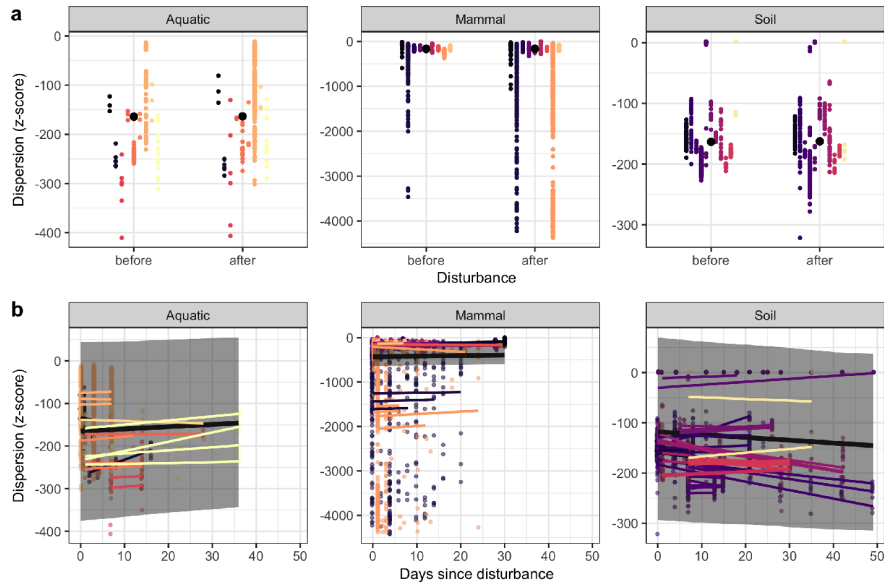 a
Aquatic
Mammal
Soil
Dispersion (z-score)
0
-100
-200
-300
-400
0
-1000
-2000
-3000
-4000
0
-100
-200
-300
before
after
before
after
before
after
Disturbance
b
Aquatic
Mammal
Soil
Dispersion (z-score)
0
-100
-200
-300
-400
0
-1000
-2000
-3000
-4000
0
-100
-200
-300
0 10 20 30 40 50
0 10 20 30 40 50
0 10 20 30 40 50
Days since disturbance